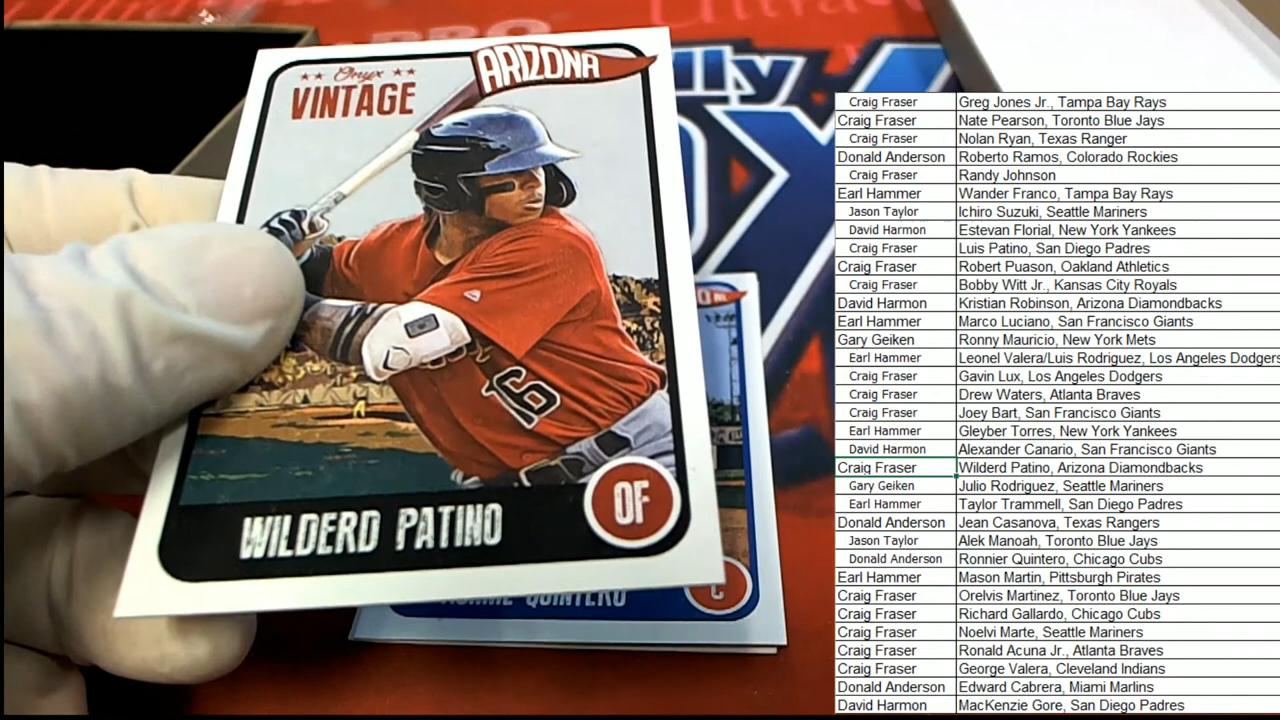 Onyx
VINTAGE
ARIZONA
16
WILDERD PATINO
OF
QUINTERO
C
Craig Fraser Greg Jones Jr., Tampa Bay Rays
Craig Fraser Nate Pearson, Toronto Blue Jays
Craig Fraser Nolan Ryan, Texas Ranger
Donald Anderson Roberto Ramos, Colorado Rockies
Craig Fraser Randy Johnson
Earl Hammer Wander Franco, Tampa Bay Rays
Jason Taylor Ichiro Suzuki, Seattle Mariners
David Harmon Estevan Florial, New York Yankees
Craig Fraser Luis Patino, San Diego Padres
Craig Fraser Robert Puason, Oakland Athletics
Craig Fraser Bobby Witt Jr., Kansas City Royals
David Harmon Kristian Robinson, Arizona Diamondbacks
Earl Hammer Marco Luciano, San Francisco Giants
Gary Geiken Ronny Mauricio, New York Mets
Earl Hammer Leonel Valera/Luis Rodriguez, Los Angeles Dodgers
Craig Fraser Gavin Lux, Los Angeles Dodgers
Craig Fraser Drew Waters, Atlanta Braves
Craig Fraser Joey Bart, San Francisco Giants
Earl Hammer Gleyber Torres, New York Yankees
David Harmon Alexander Canario, San Francisco Giants
Craig Fraser Wilderd Patino, Arizona Diamondbacks
Gary Geiken Julio Rodriguez, Seattle Mariners
Earl Hammer Taylor Trammell, San Diego Padres
Donald Anderson Jean Casanova, Texas Rangers
Jason Taylor Alek Manoah, Toronto Blue Jays
Donald Anderson Ronnier Quintero, Chicago Cubs
Earl Hammer Mason Martin, Pittsburgh Pirates
Craig Fraser Orelvis Martinez, Toronto Blue Jays
Craig Fraser Richard Gallardo, Chicago Cubs
Craig Fraser Noelvi Marte, Seattle Mariners
Craig Fraser Ronald Acuna Jr., Atlanta Braves
Craig Fraser George Valera, Cleveland Indians
Donald Anderson Edward Cabrera, Miami Marlins
David Harmon MacKenzie Gore, San Diego Padres